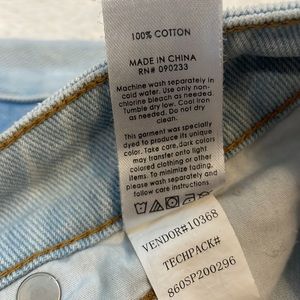 100% COTTON
MADE IN CHINA
RN# 090233
Machine wash separately in
cold water. Use only non-
chlorine bleach as needed.
Tumble dry low. Cool iron
as needed. Do not dry
clean.
This garment was specially
processed to produce its unique
color. Take care,dark colors
may transfer onto light
colored clothing or other
items. To minimize fading,
please wash separately and
follow care instructions.
VENDOR#10368
TECHPACK#
860SP200296